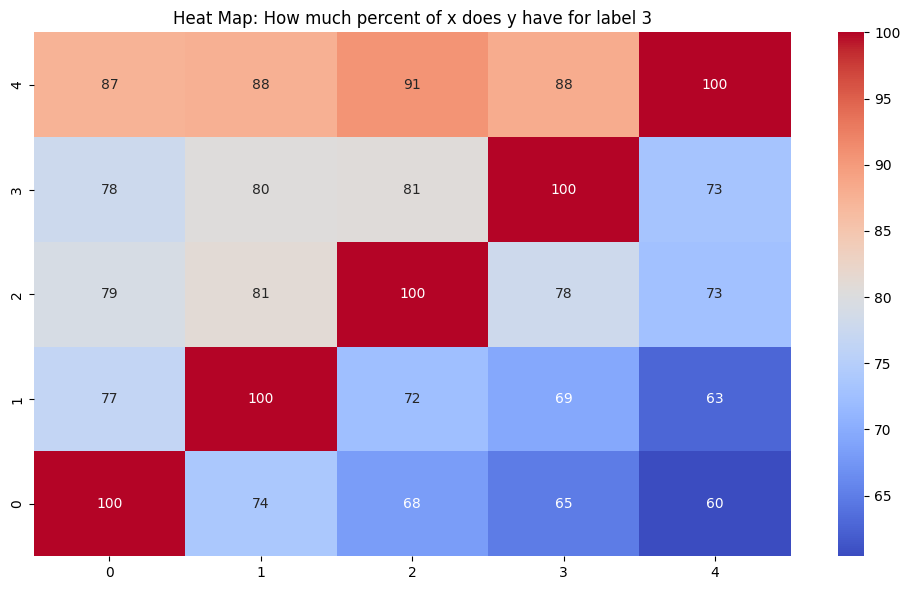 Heat Map: How much percent of x does y have for label 3
4 87 88 91 88 100
3 78 80 81 100 73
2 79 81 100 78 73
1 77 100 72 69 63
0 100 74 68 65 60
0 1 2 3 4
100
95
90
85
80
75
70
65